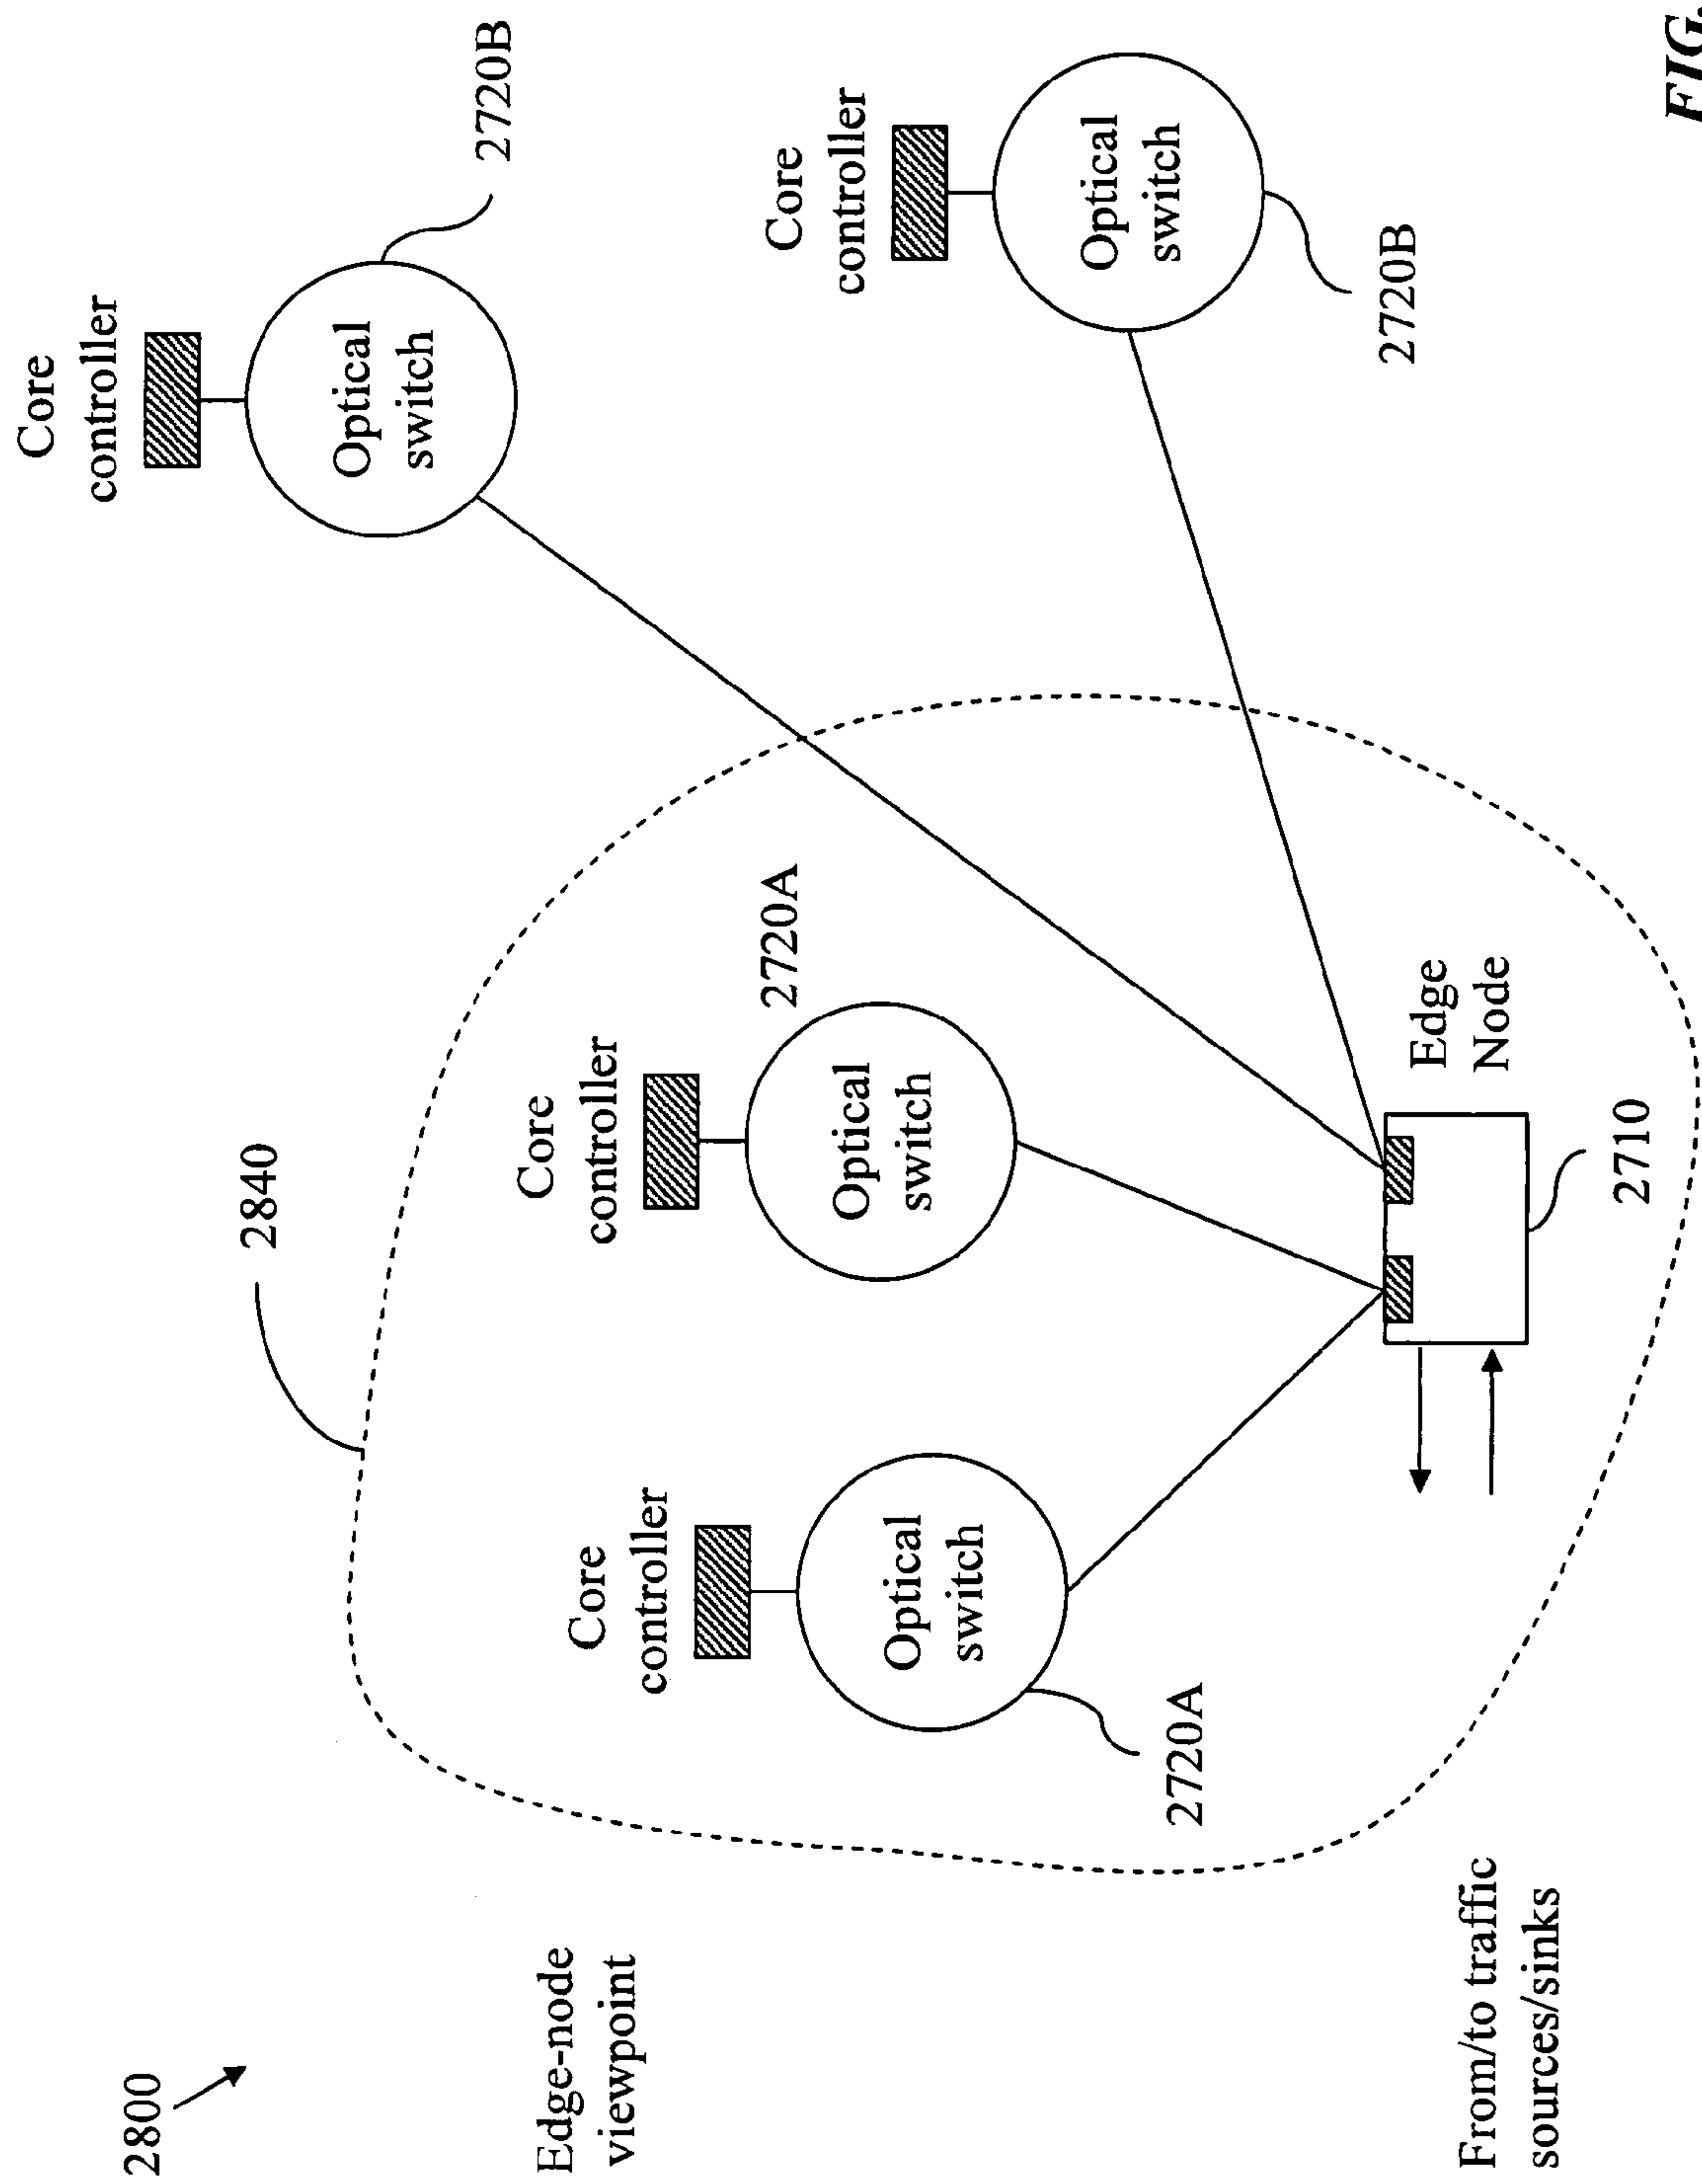 2800
Edge-node
viewpoint
2840
Core
controller
Optical
switch
2720A
Core
controller
Optical
switch
2720A
Core
controller
Optical
switch
2720B
Core
controller
Optical
switch
2720B
Edge
Node
2710
From/to traffic
sources/sinks
FIG.